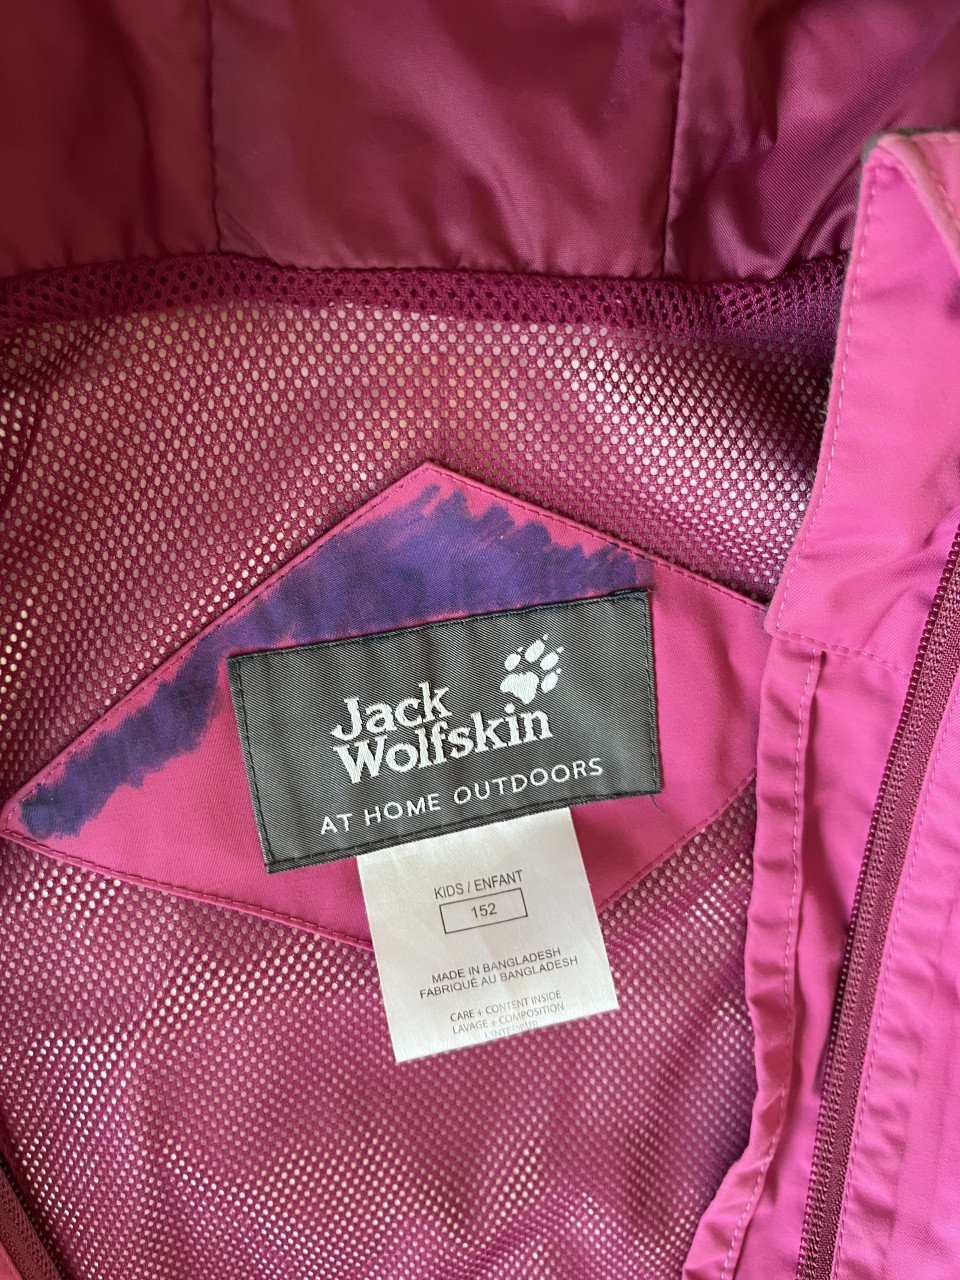 Jack
Wolfskin
AT HOME OUTDOORS
KIDS / ENFANT
152
MADE IN BANGLADESH
FABRIQUÉ AU BANGLADESH
CARE + CONTENT INSIDE
LAVAGE + COMPOSITION
L'INTERIEUR